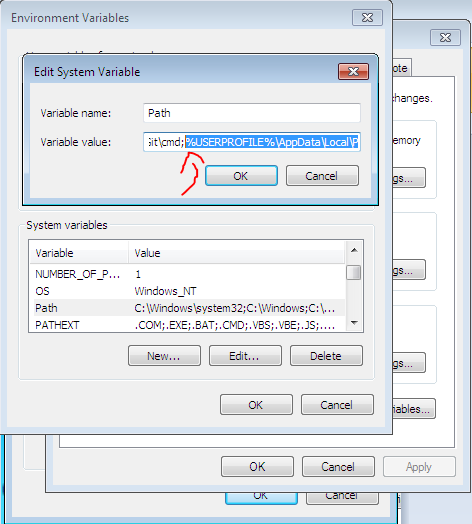 Environment Variables
ote
Edit System Variable
changes.
Variable name: Path
emory
Variable value: it\cmd;%USERPROFILE%\AppData\Local\P
OK Cancel
gs...
System variables
Variable Value
NUMBER_OF_P... 1
gs...
OS Windows_NT
Path C:\Windows\system32;C:\Windows;C:\...
PATHEXT .COM;.EXE;.BAT;.CMD;.VBS;.VBE;.JS;....
New... Edit... Delete
gs...
OK Cancel
iables...
OK Cancel Apply
OK Cancel